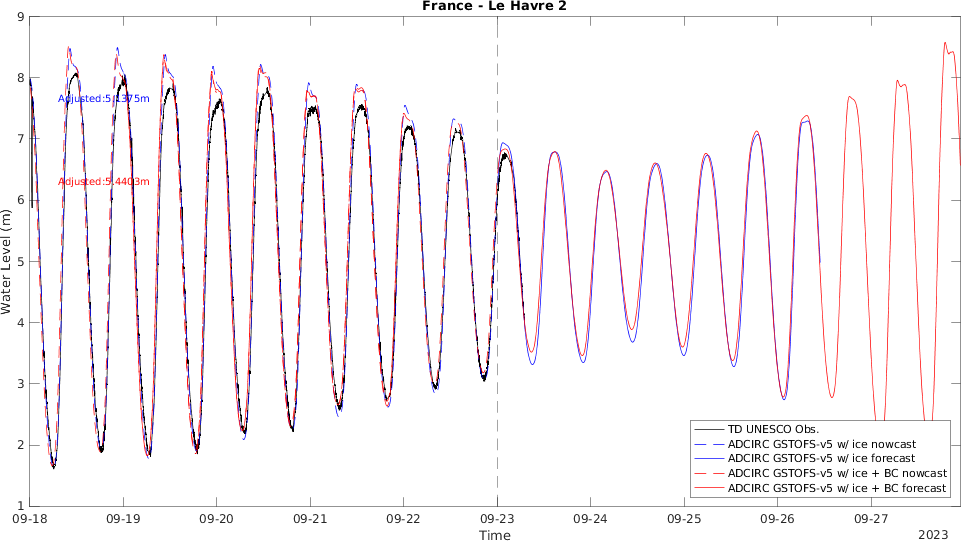 France - Le Havre 2
9
8
7
6
5
4
3
2
1
Water Level (m)
Adjusted:5.1375m
Adjusted:5.4403m
TD UNESCO Obs.
ADCIRC GSTOFS-v5 w/ ice nowcast
ADCIRC GSTOFS-v5 w/ ice forecast
ADCIRC GSTOFS-v5 w/ ice + BC nowcast
ADCIRC GSTOFS-v5 w/ ice + BC forecast
09-18 09-19 09-20 09-21 09-22 09-23 09-24 09-25 09-26 09-27
Time
2023